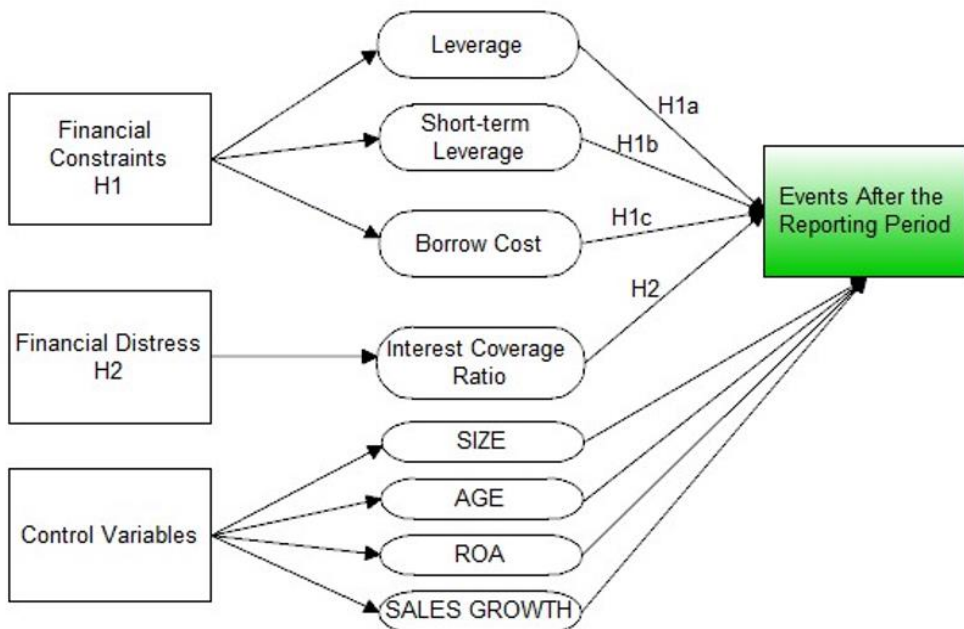 Financial
Constraints
H1
Leverage
Short-term
Leverage
Borrow Cost
H1a
H1b
H1c
H2
Events After the
Reporting Period
Financial Distress
H2
Interest Coverage
Ratio
Control Variables
SIZE
AGE
ROA
SALES GROWTH